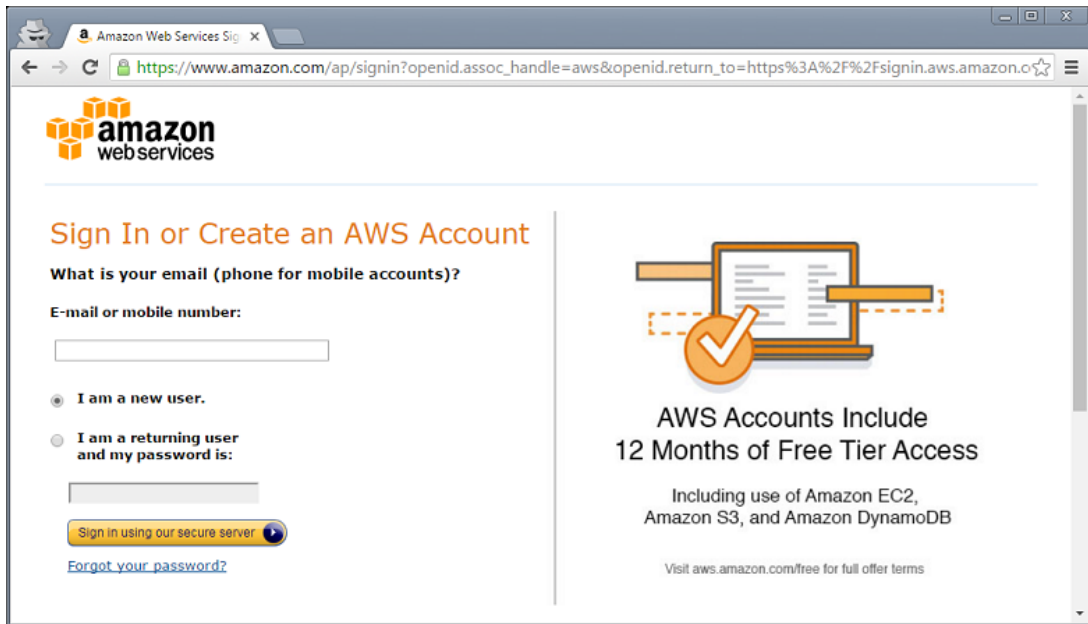 Amazon Web Services Sig
https://www.amazon.com/ap/signin?openid.assoc_handle=aws&openid.return_to=https%3A%2F%2Fsignin.aws.amazon.c
amazon
webservices
Sign In or Create an AWS Account
What is your email (phone for mobile accounts)?
E-mail or mobile number:
I am a new user.
I am a returning user
and my password is:
Sign in using our secure server
Forgot your password?
AWS Accounts Include
12 Months of Free Tier Access
Including use of Amazon EC2,
Amazon S3, and Amazon DynamoDB
Visit aws.amazon.com/free for full offer terms